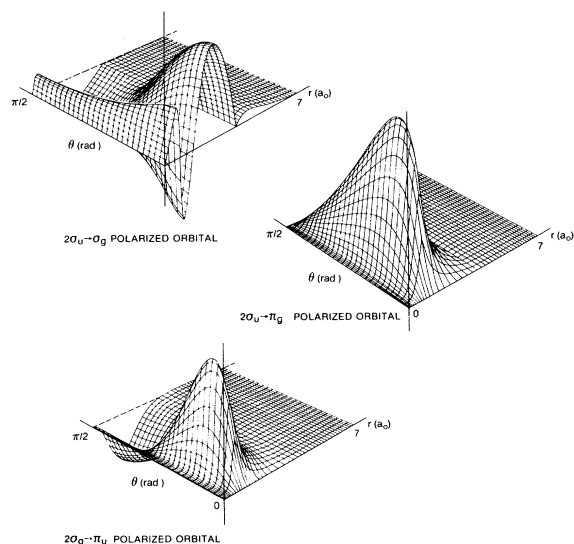 π/2
θ (rad)
r (a₀)
7
2σᵤ→σg POLARIZED ORBITAL
π/2
θ (rad)
r (a₀)
7
0
2σᵤ→πg POLARIZED ORBITAL
π/2
θ (rad)
r (a₀)
7
0
2σg→πᵤ POLARIZED ORBITAL